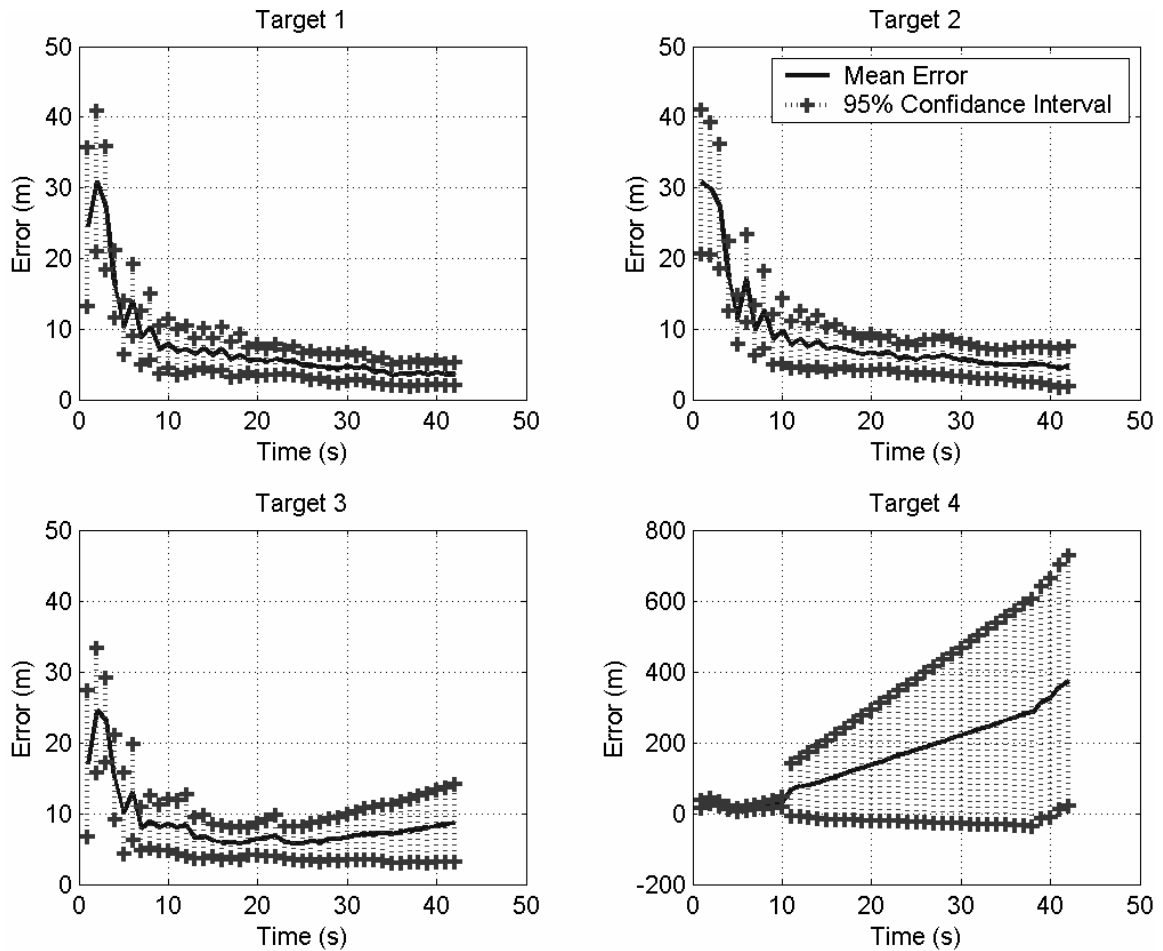 Target 1
50
40
30
20
10
0
Error (m)
0 10 20 30 40 50
Time (s)
Target 2
Mean Error
95% Confidance Interval
50
40
30
20
10
0
Error (m)
0 10 20 30 40 50
Time (s)
Target 3
50
40
30
20
10
0
Error (m)
0 10 20 30 40 50
Time (s)
Target 4
800
600
400
200
0
-200
Error (m)
0 10 20 30 40 50
Time (s)